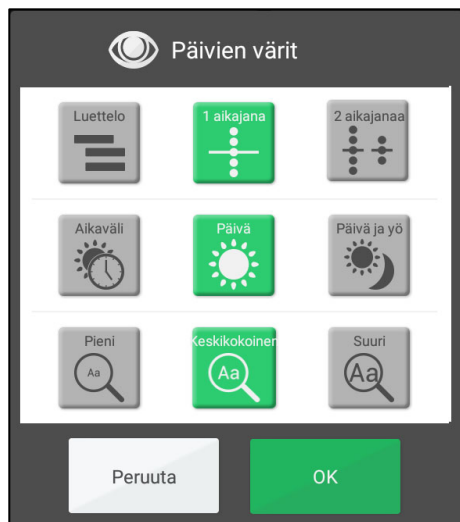 Päivien värit
Luettelo
1 aikajana
2 aikajanaa
Aikaväli
Päivä
Päivä ja yö
Pieni
Keskikokoinen
Suuri
Aa
Aa
Aa
Peruuta
OK